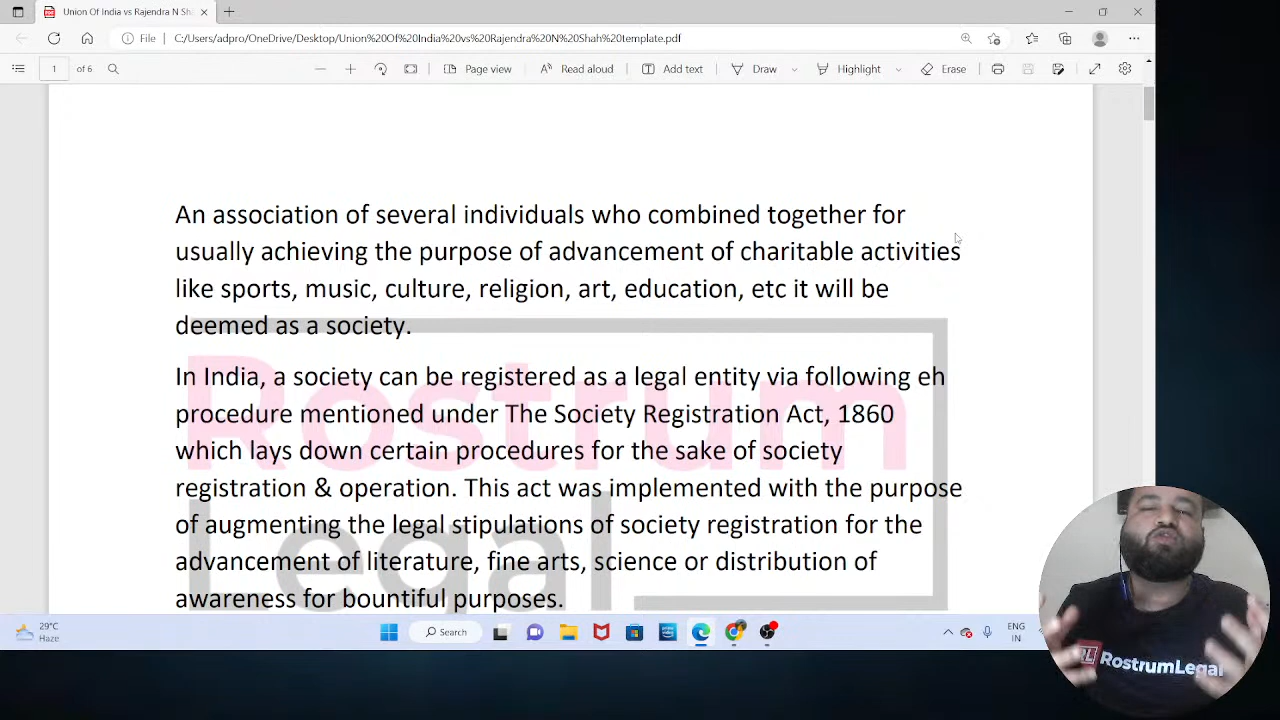 Union Of India vs Rajendra N Sha
File C:/Users/adpro/OneDrive/Desktop/Union%20Of%20India%20vs%20Rajendra%20N%20Shah%20template.pdf
1 of 6 Page view Read aloud Add text Draw Highlight Erase
An association of several individuals who combined together for
usually achieving the purpose of advancement of charitable activities
like sports, music, culture, religion, art, education, etc it will be
deemed as a society.
In India, a society can be registered as a legal entity via following eh
procedure mentioned under The Society Registration Act, 1860
which lays down certain procedures for the sake of society
registration & operation. This act was implemented with the purpose
of augmenting the legal stipulations of society registration for the
advancement of literature, fine arts, science or distribution of
awareness for bountiful purposes.
Rostrum
Legal
29°C
Haze
Search
ENG
IN
RL RostrumLegal